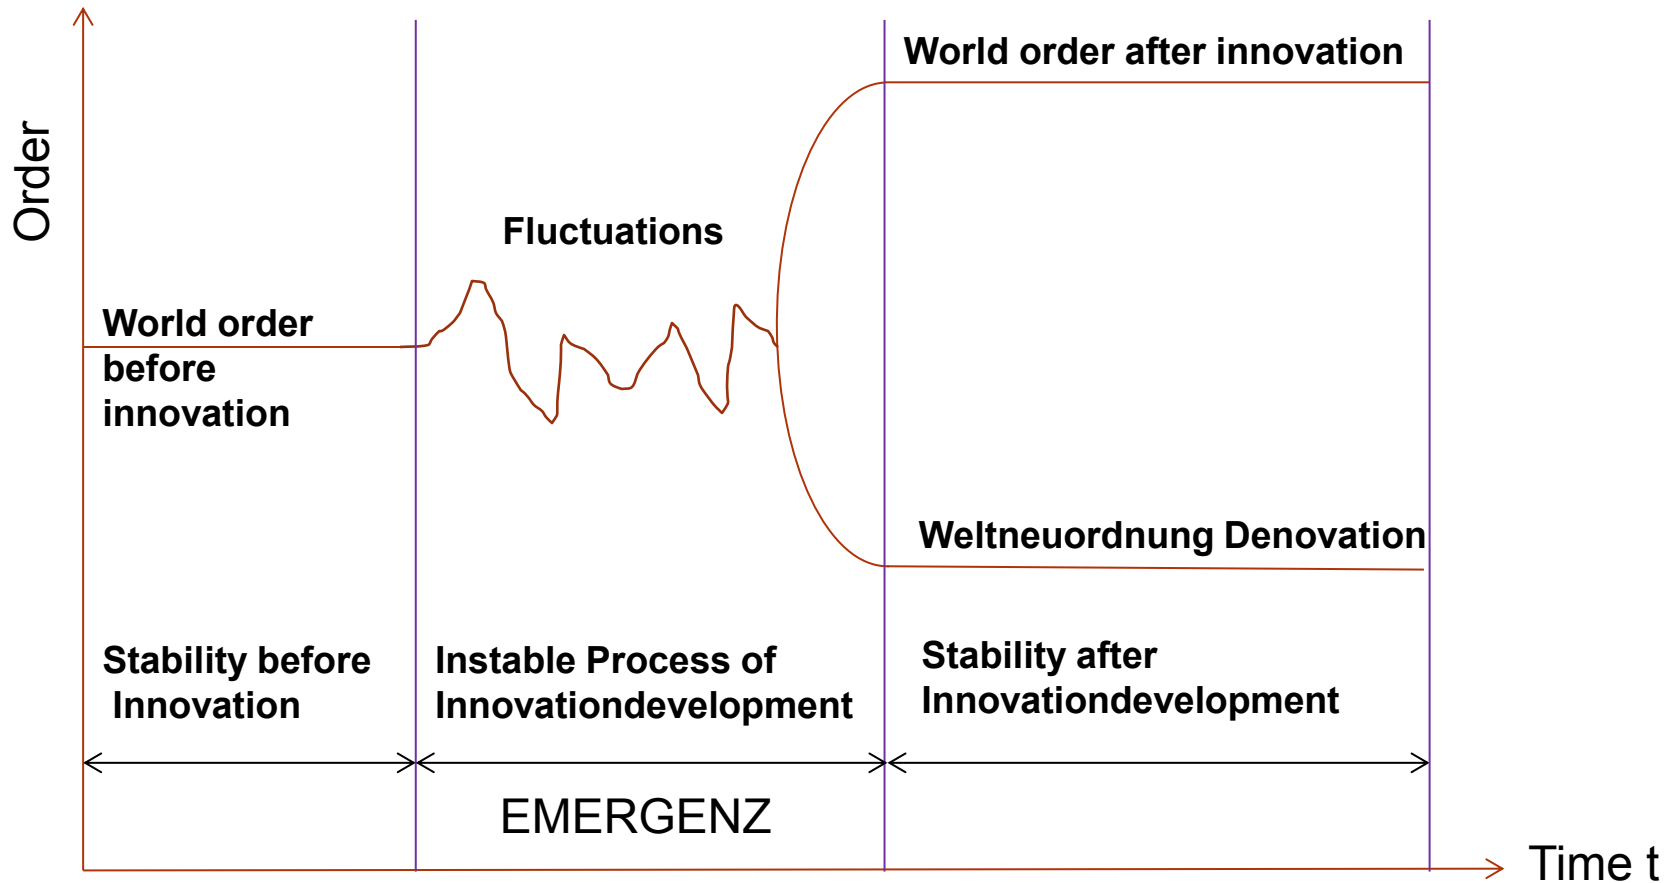 World order after innovation
Order
Fluctuations
World order
before
innovation
Weltneuordnung Denovation
Stability before
Innovation
Instable Process of
Innovationdevelopment
Stability after
Innovationdevelopment
EMERGENZ
Time t